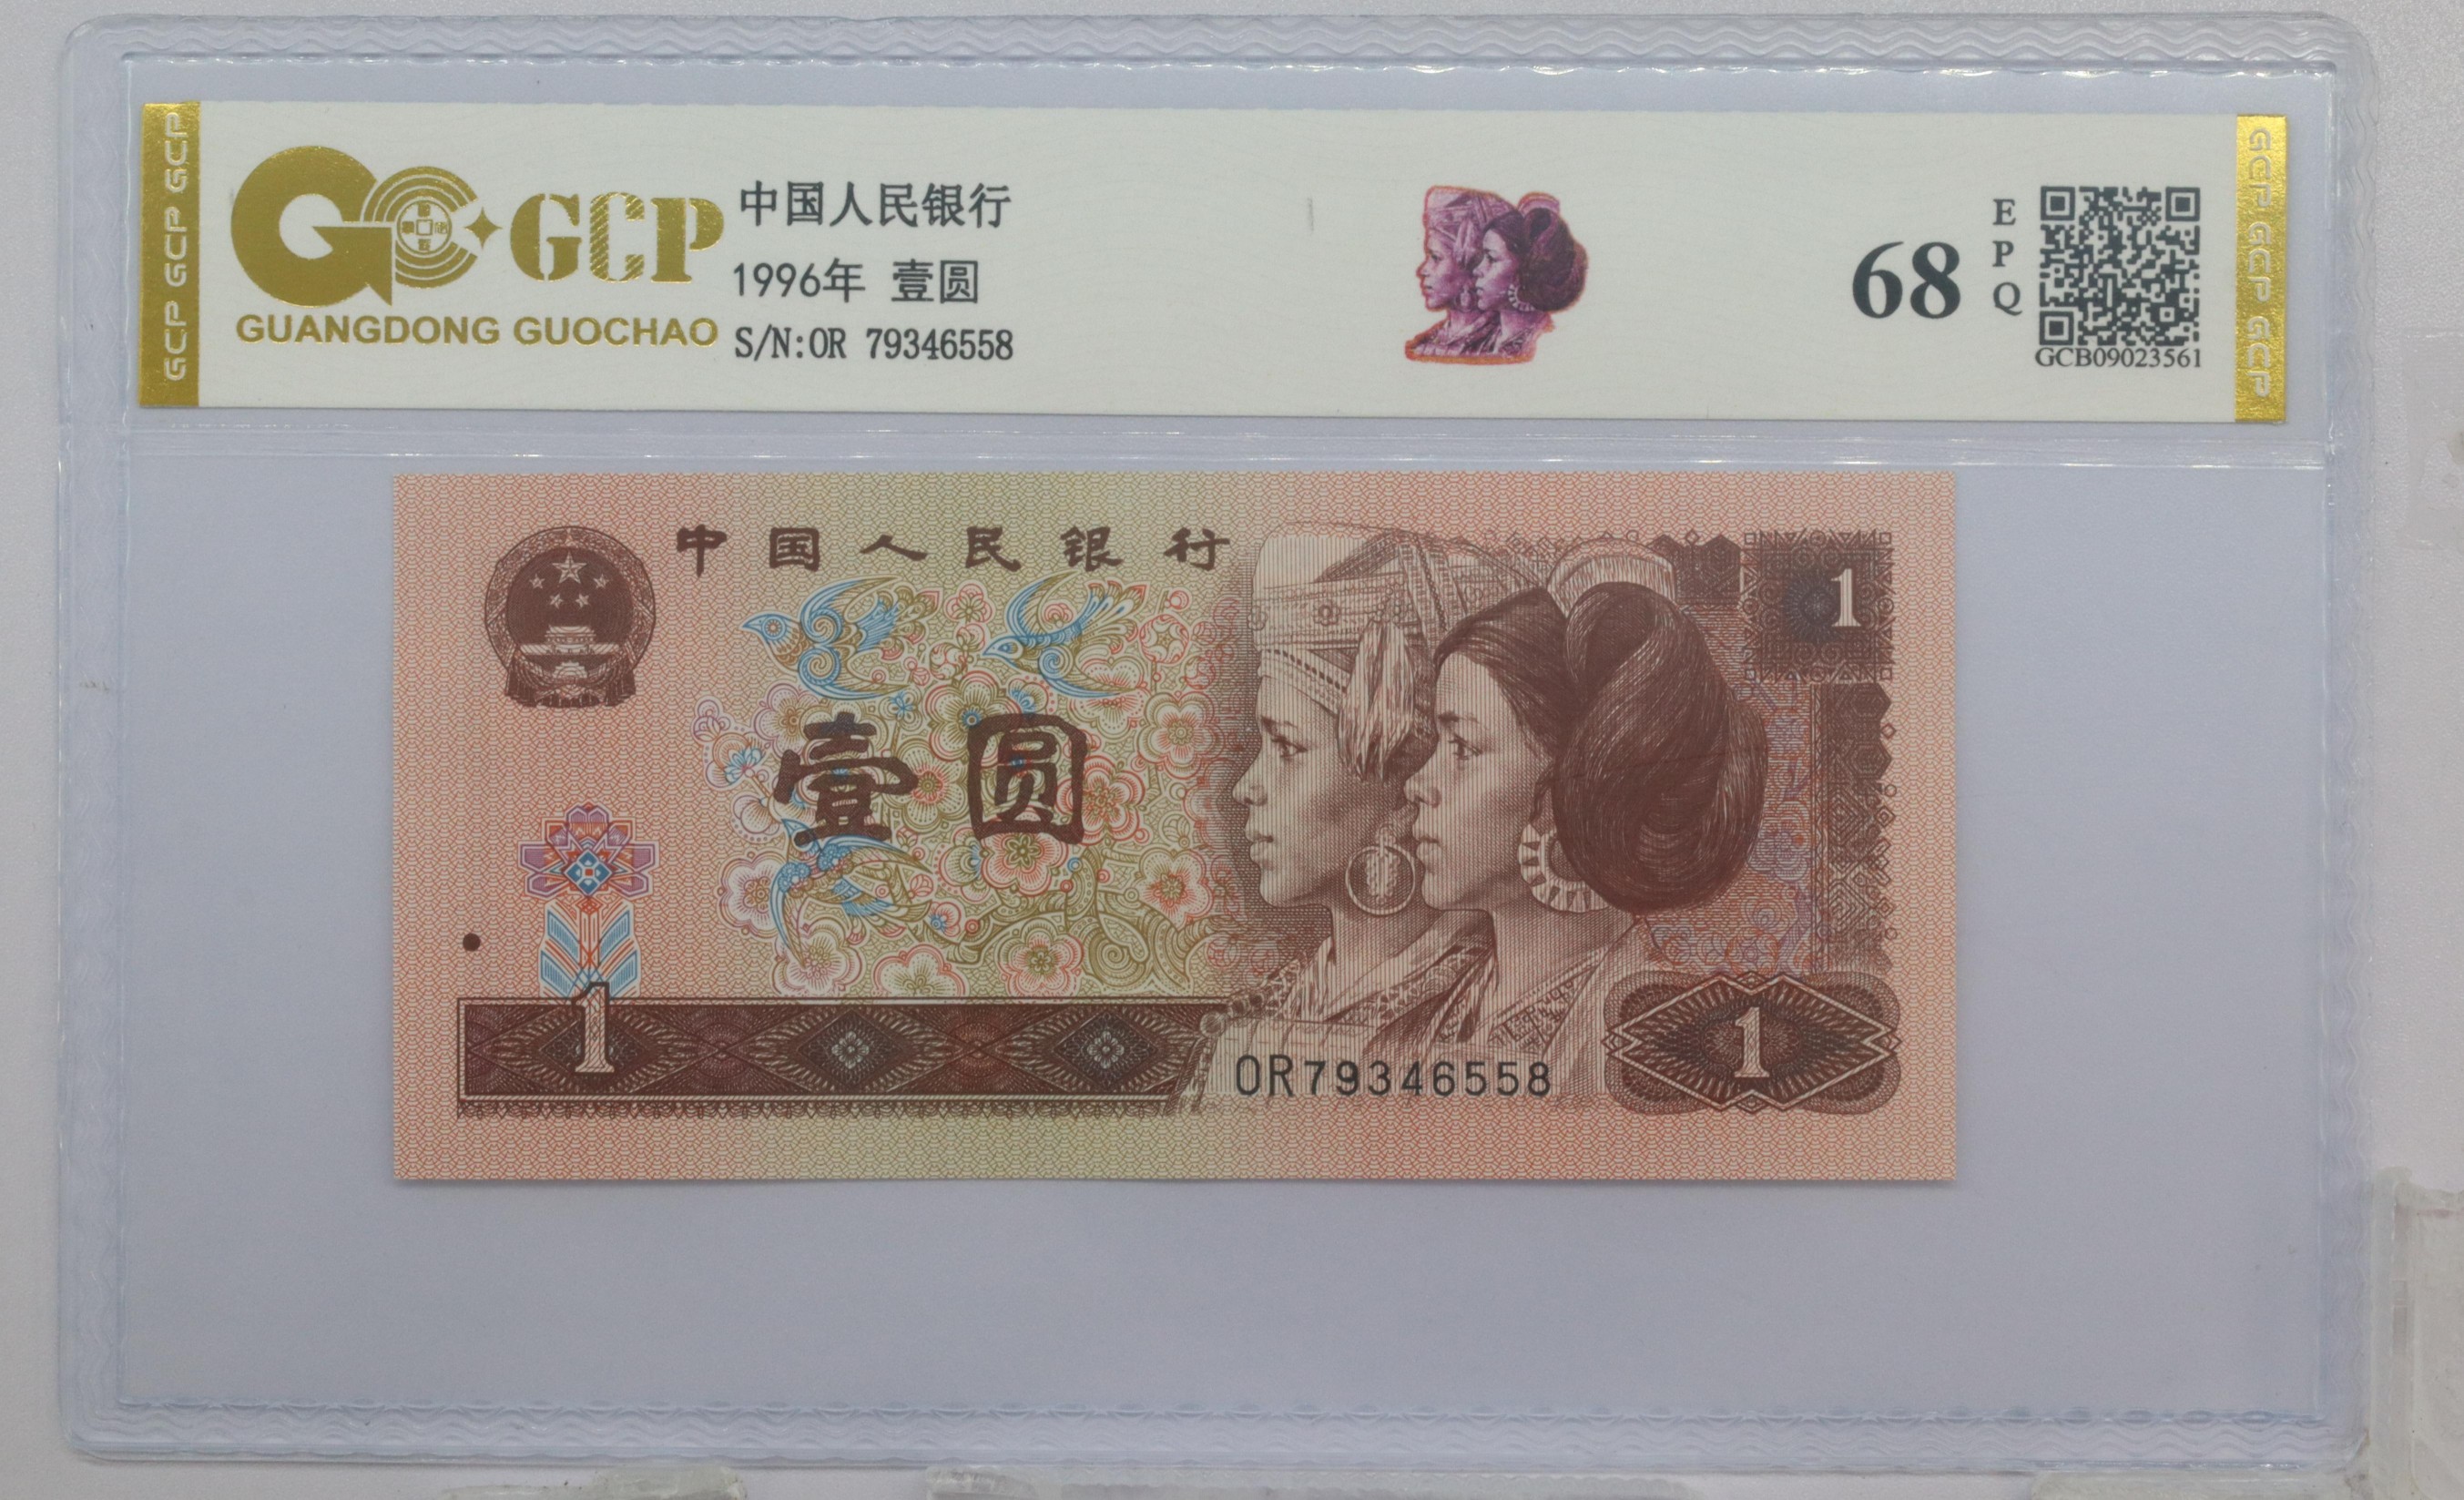 GCP GCP GCP
GCP
GUANGDONG GUOCHAO
中国人民银行
1996年 壹圆
S/N:OR 79346558
68
EPQ
GCB09023561
GCP GCP GCP
中国人民银行
1
壹圆
1
OR79346558
1